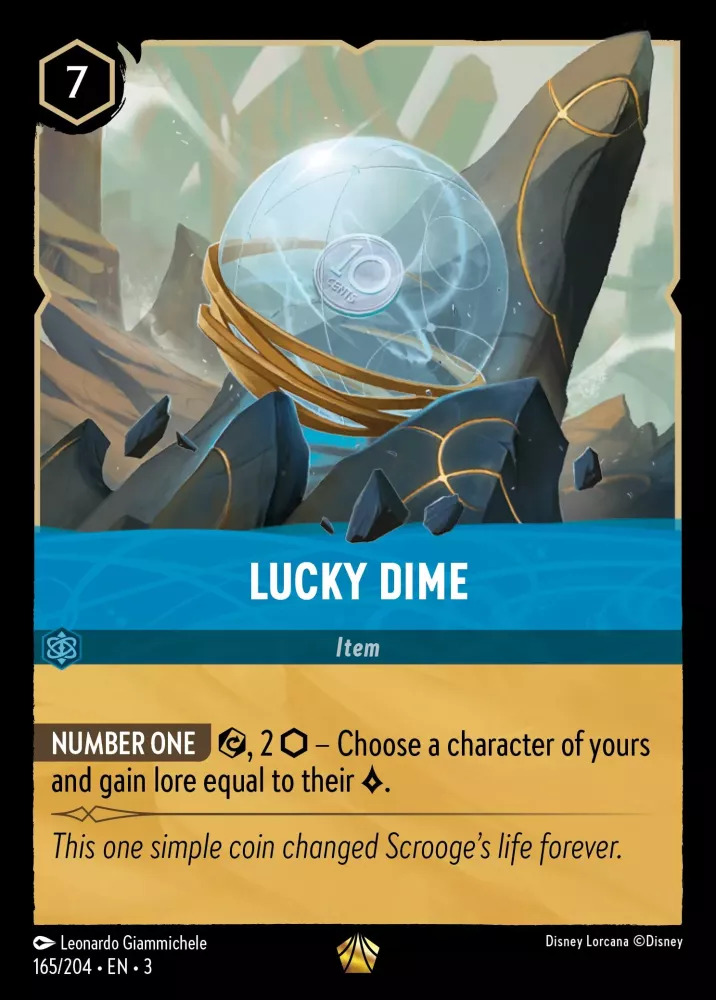 7
10
CENTS
LUCKY DIME
Item
NUMBER ONE , 2 – Choose a character of yours
and gain lore equal to their .
This one simple coin changed Scrooge’s life forever.
Leonardo Giammichele
165/204 • EN • 3
Disney Lorcana ©Disney